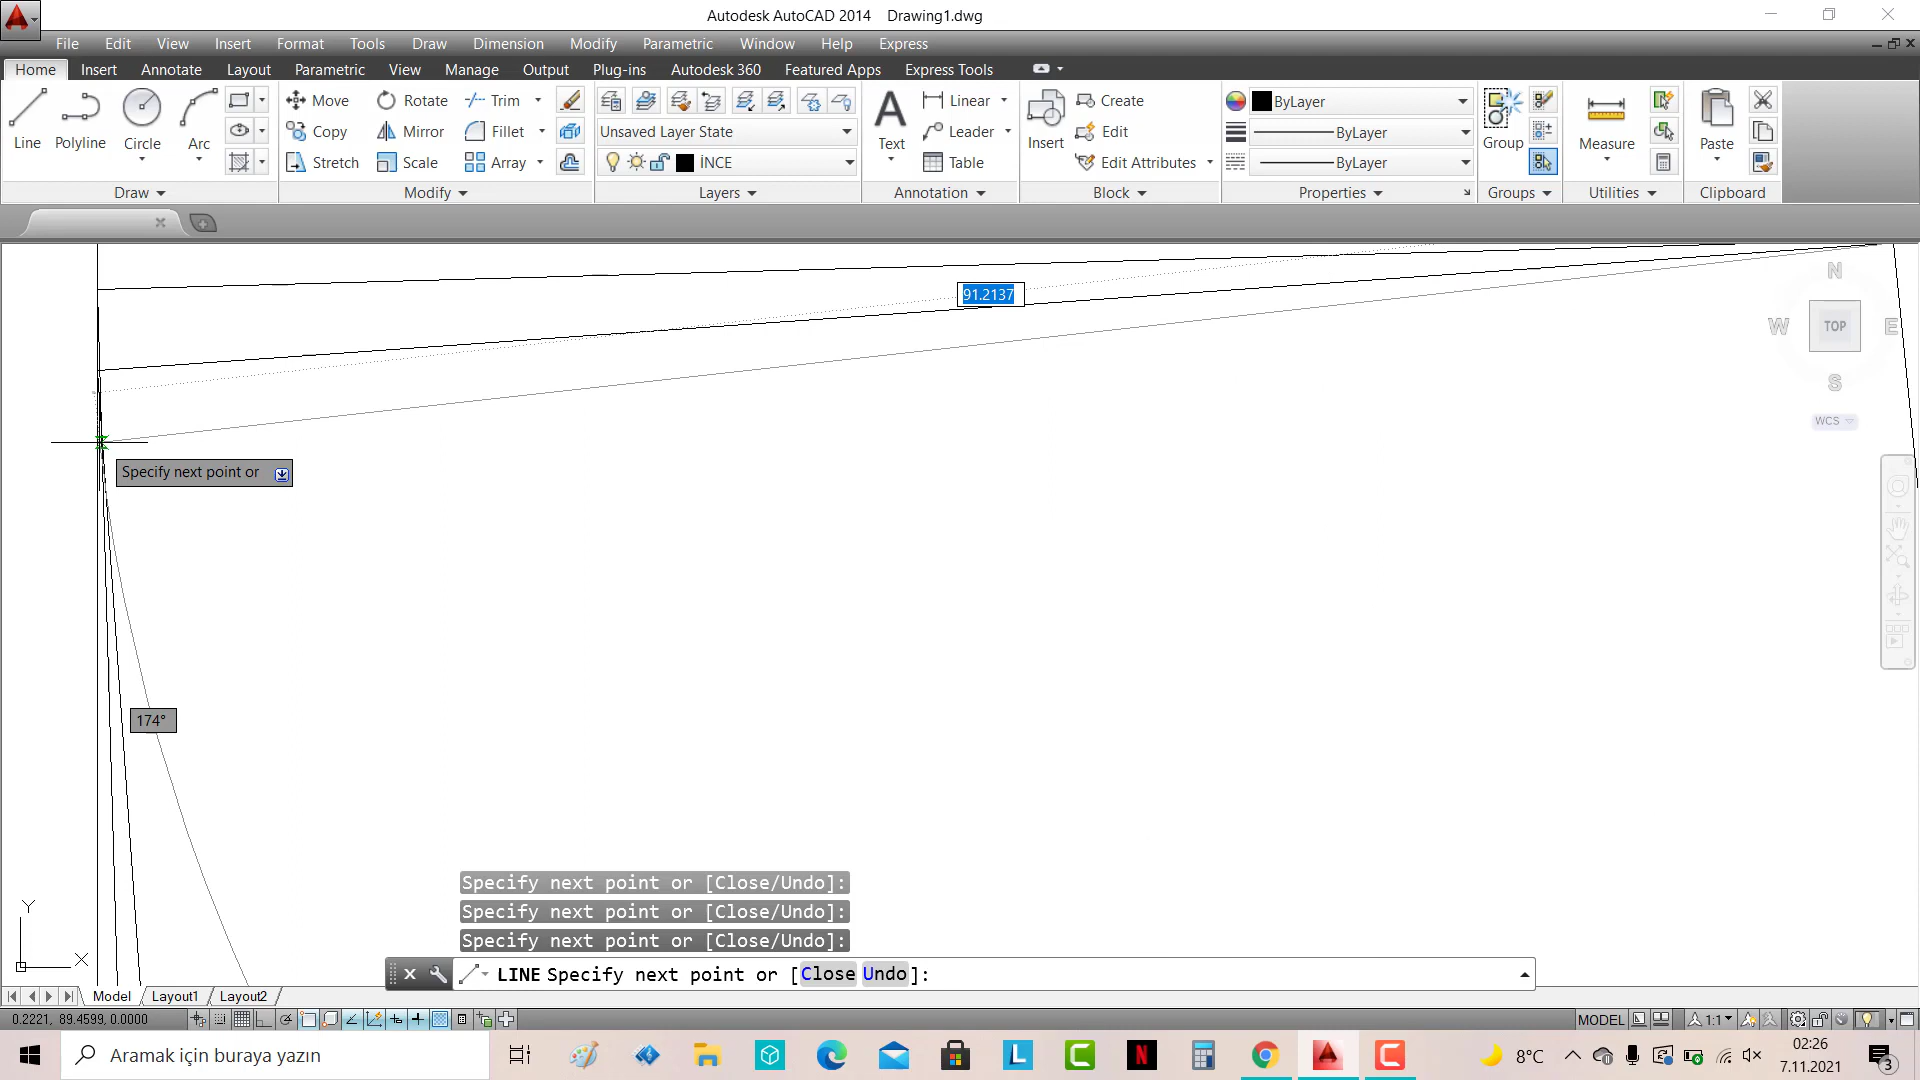 Autodesk AutoCAD 2014 Drawing1.dwg
File Edit View Insert Format Tools Draw Dimension Modify Parametric Window Help Express
Home Insert Annotate Layout Parametric View Manage Output Plug-ins Autodesk 360 Featured Apps Express Tools
Line Polyline Circle Arc
Move Rotate Trim
Copy Mirror Fillet
Stretch Scale Array
Unsaved Layer State
İNCE
Text
Linear
Leader
Table
Insert
Create
Edit
Edit Attributes
ByLayer
ByLayer
ByLayer
Group
Measure
Paste
Draw Modify Layers Annotation Block Properties Groups Utilities Clipboard
91.2137
N
W TOP E
S
WCS
Specify next point or
174°
Specify next point or [Close/Undo]:
Specify next point or [Close/Undo]:
Specify next point or [Close/Undo]:
Y
X
LINE Specify next point or [Close Undo]:
Model Layout1 Layout2
0.2221, 89.4599, 0.0000
MODEL 1:1
Aramak için buraya yazın
8°C
02:26
7.11.2021
3